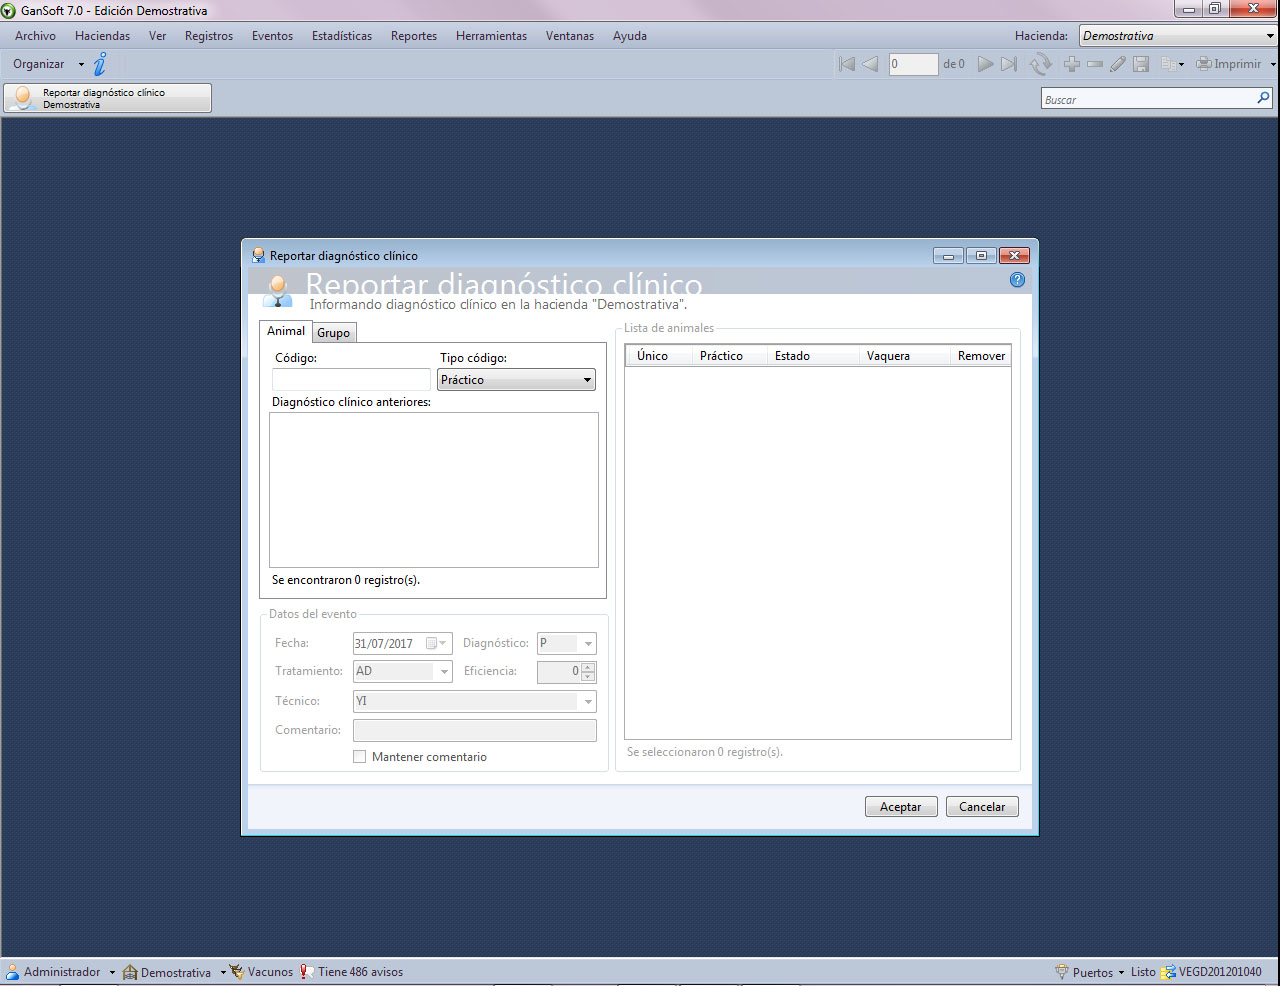 GanSoft 7.0 - Edición Demostrativa
Archivo Haciendas Ver Registros Eventos Estadísticas Reportes Herramientas Ventanas Ayuda Hacienda: Demostrativa
Organizar 0 de 0 Imprimir
Reportar diagnóstico clínico
Demostrativa
Buscar
Reportar diagnóstico clínico
Reportar diagnóstico clínico
Informando diagnóstico clínico en la hacienda "Demostrativa".
Animal Grupo
Código: Tipo código:
Práctico
Diagnóstico clínico anteriores:
Se encontraron 0 registro(s).
Datos del evento
Fecha: 31/07/2017 Diagnóstico: P
Tratamiento: AD Eficiencia: 0
Técnico: YI
Comentario:
Mantener comentario
Lista de animales
Único Práctico Estado Vaquera Remover
Se seleccionaron 0 registro(s).
Aceptar Cancelar
Administrador Demostrativa Vacunos Tiene 486 avisos Puertos Listo VEGD201201040